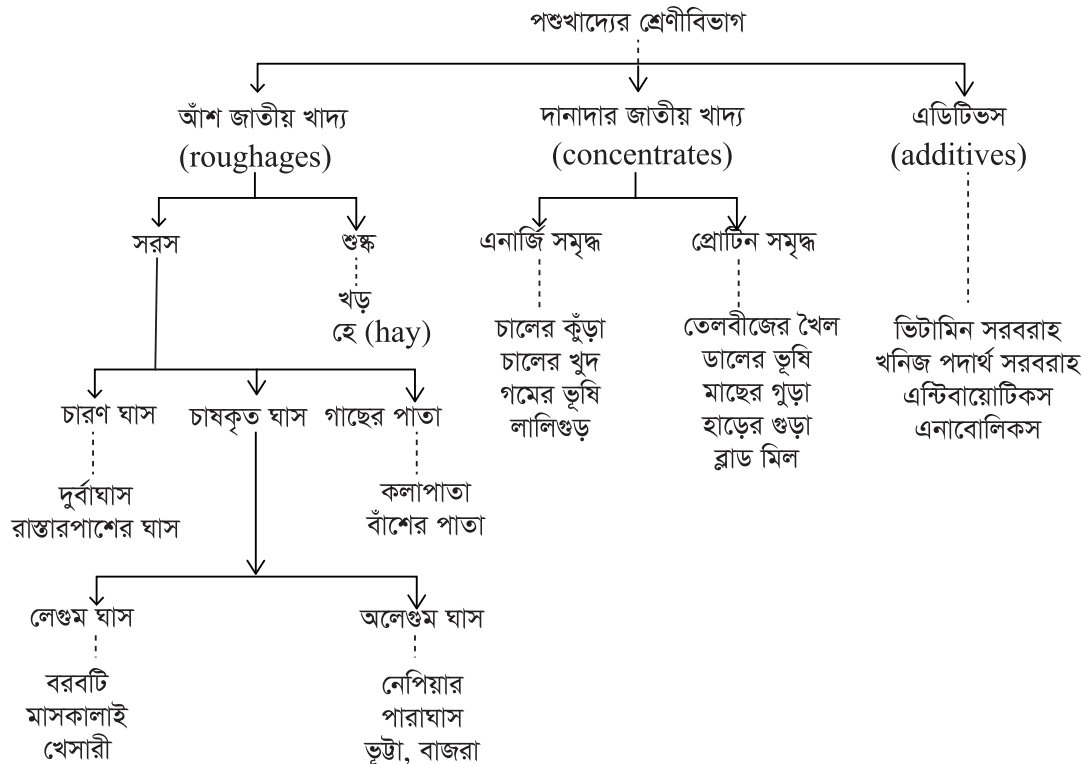 পশুখাদ্যের শ্রেণীবিভাগ
আঁশ জাতীয় খাদ্য
(roughages)
দানাদার জাতীয় খাদ্য
(concentrates)
এডিটিভস
(additives)
সরস
শুষ্ক
খড়
হে (hay)
এনার্জি সমৃদ্ধ
প্রোটিন সমৃদ্ধ
চালের কুঁড়া
চালের খুদ
গমের ভূষি
লালিগুড়
তেলবীজের খৈল
ডালের ভূষি
মাছের গুড়া
হাড়ের গুড়া
ব্লাড মিল
ভিটামিন সরবরাহ
খনিজ পদার্থ সরবরাহ
এন্টিবায়োটিকস
এনাবোলিকস
চারণ ঘাস
চাষকৃত ঘাস
গাছের পাতা
দুর্বাঘাস
রাস্তারপাশের ঘাস
কলাপাতা
বাঁশের পাতা
লেগুম ঘাস
অলেগুম ঘাস
বরবটি
মাসকালাই
খেসারী
নেপিয়ার
পারাঘাস
ভূট্টা, বাজরা